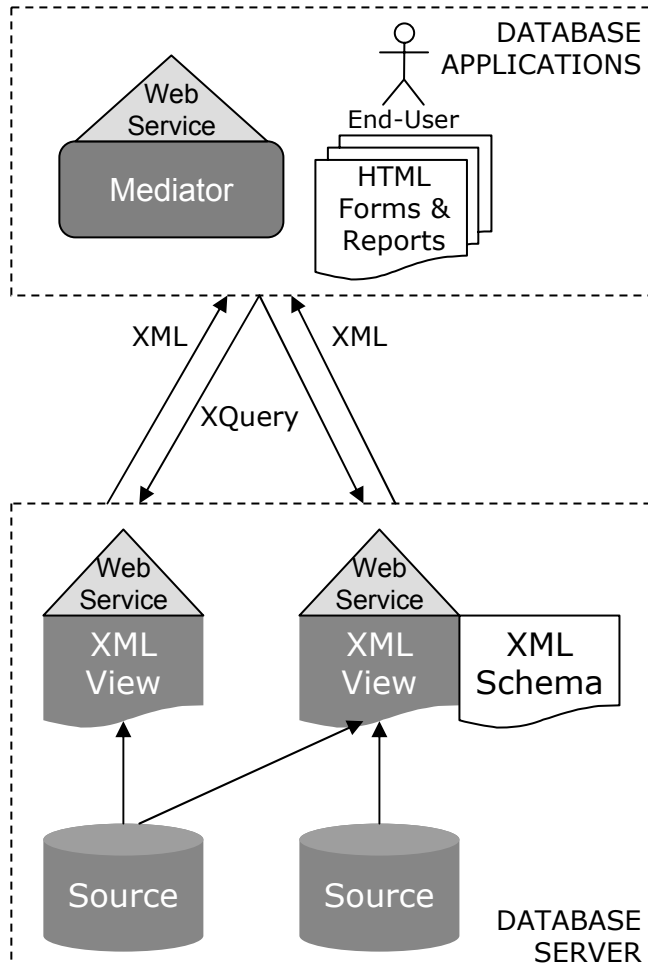 DATABASE
APPLICATIONS
Web
Service
Mediator
End-User
HTML
Forms &
Reports
XML
XML
XQuery
Web
Service
XML
View
Web
Service
XML
View
XML
Schema
Source
Source
DATABASE
SERVER